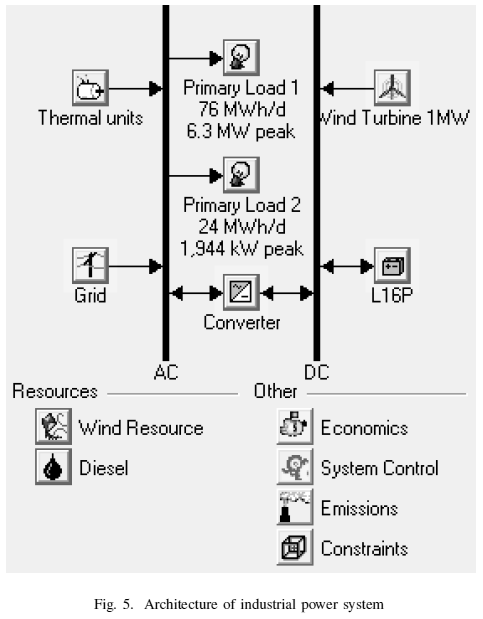 Primary Load 1
76 MWh/d
6.3 MW peak
Thermal units
Wind Turbine 1MW
Primary Load 2
24 MWh/d
1,944 kW peak
Grid
Converter
L16P
AC
DC
Resources
Other
Wind Resource
Economics
Diesel
System Control
Emissions
Constraints
Fig. 5. Architecture of industrial power system